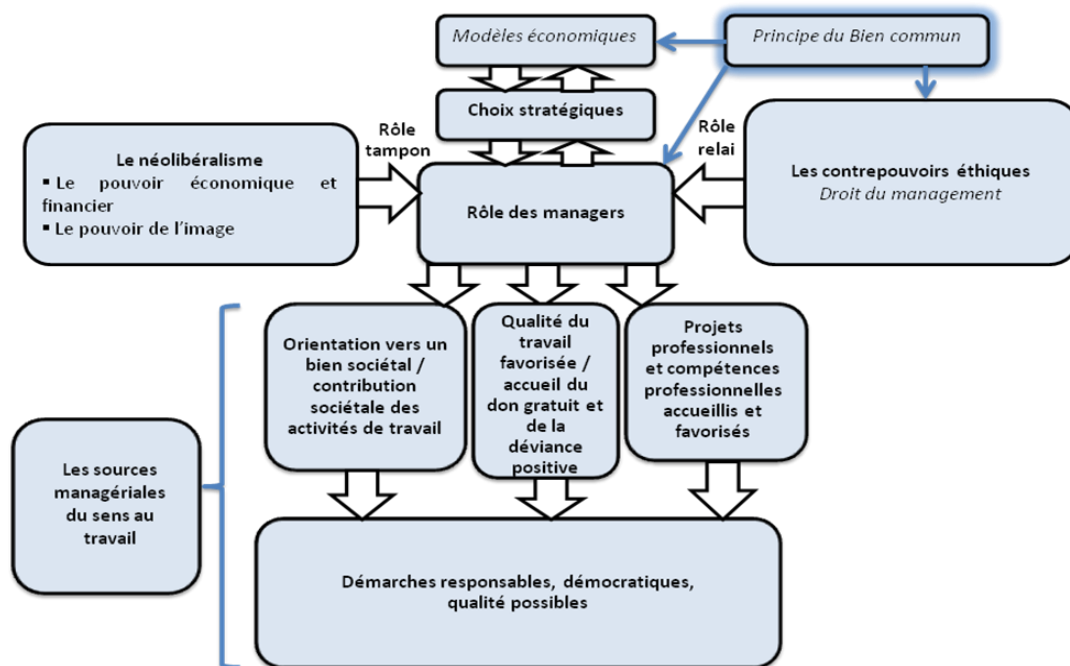 Modèles économiques
Principe du Bien commun
Choix stratégiques
Rôle
tampon
Rôle
relai
Le néolibéralisme
▪ Le pouvoir économique et
financier
▪ Le pouvoir de l'image
Rôle des managers
Les contrepouvoirs éthiques
Droit du management
Orientation vers un
bien sociétal /
contribution
sociétale des
activités de travail
Qualité du
travail
favorisée /
accueil du
don gratuit et
de la
déviance
positive
Projets
professionnels
et compétences
professionnelles
accueillis et
favorisés
Les sources
managériales
du sens au
travail
Démarches responsables, démocratiques,
qualité possibles